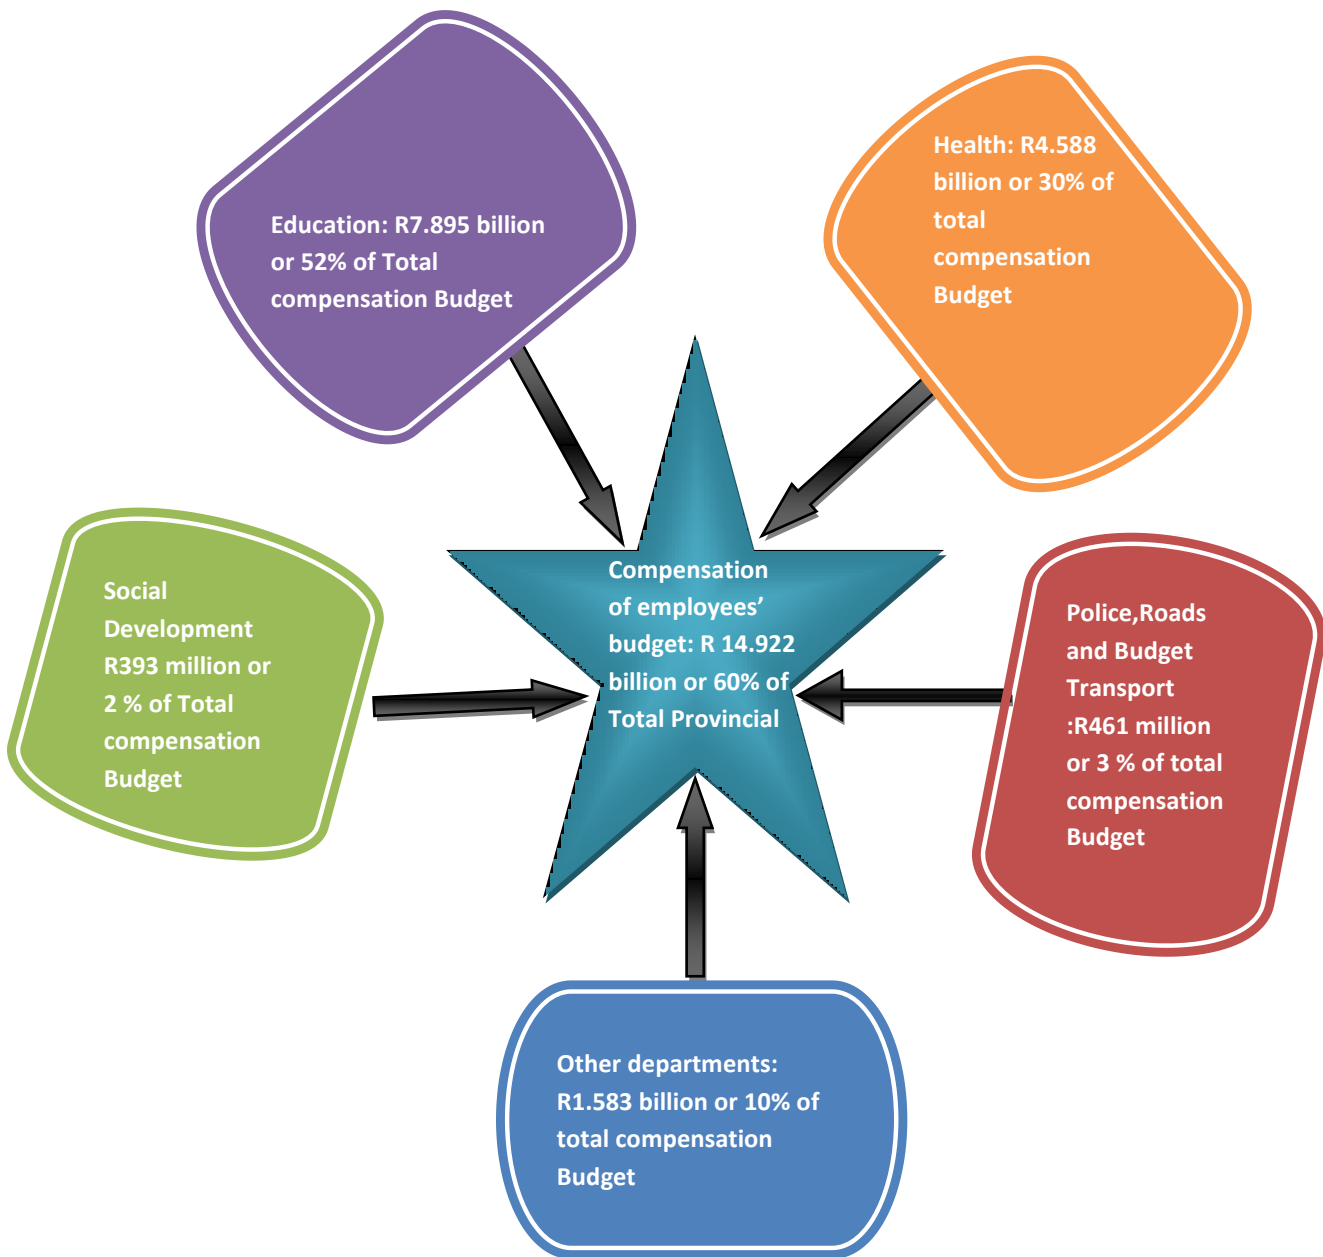 Education: R7.895 billion
or 52% of Total
compensation Budget
Health: R4.588
billion or 30% of
total
compensation
Budget
Compensation
of employees’
budget: R 14.922
billion or 60% of
Total Provincial
Social
Development
R393 million or
2 % of Total
compensation
Budget
Police,Roads
and Budget
Transport
:R461 million
or 3 % of total
compensation
Budget
Other departments:
R1.583 billion or 10% of
total compensation
Budget